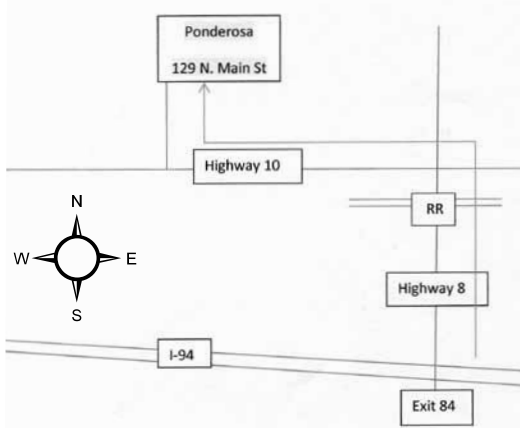 Ponderosa
129 N. Main St
Highway 10
RR
N
W E
S
Highway 8
I-94
Exit 84